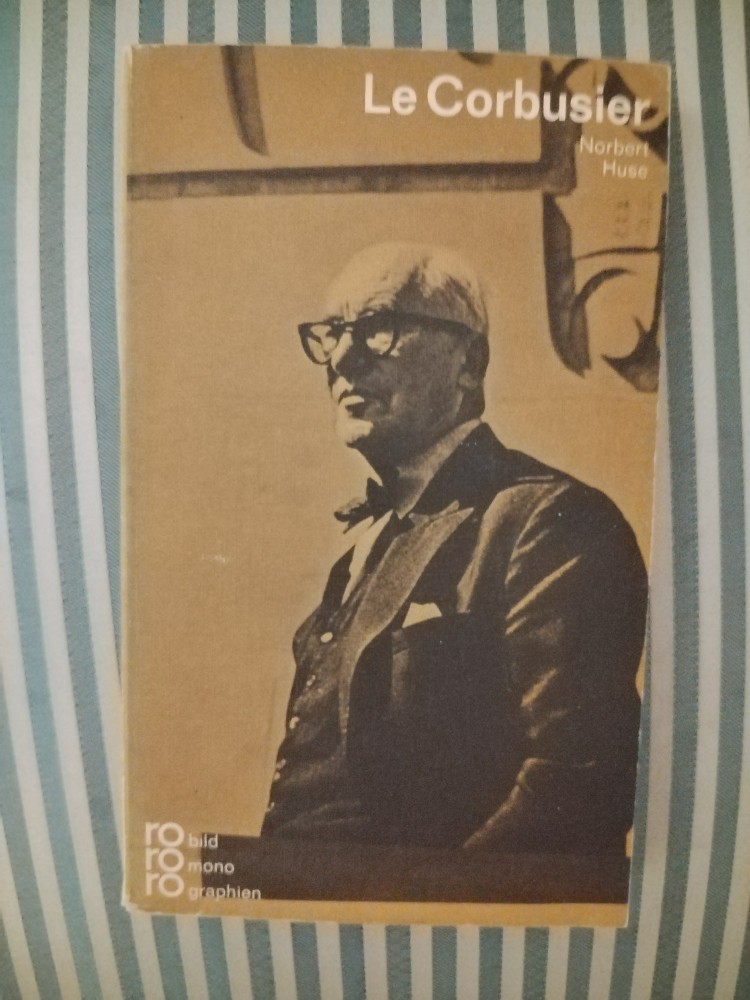 Le Corbusier
Norbert
Huse
ro bild
ro mono
ro graphien